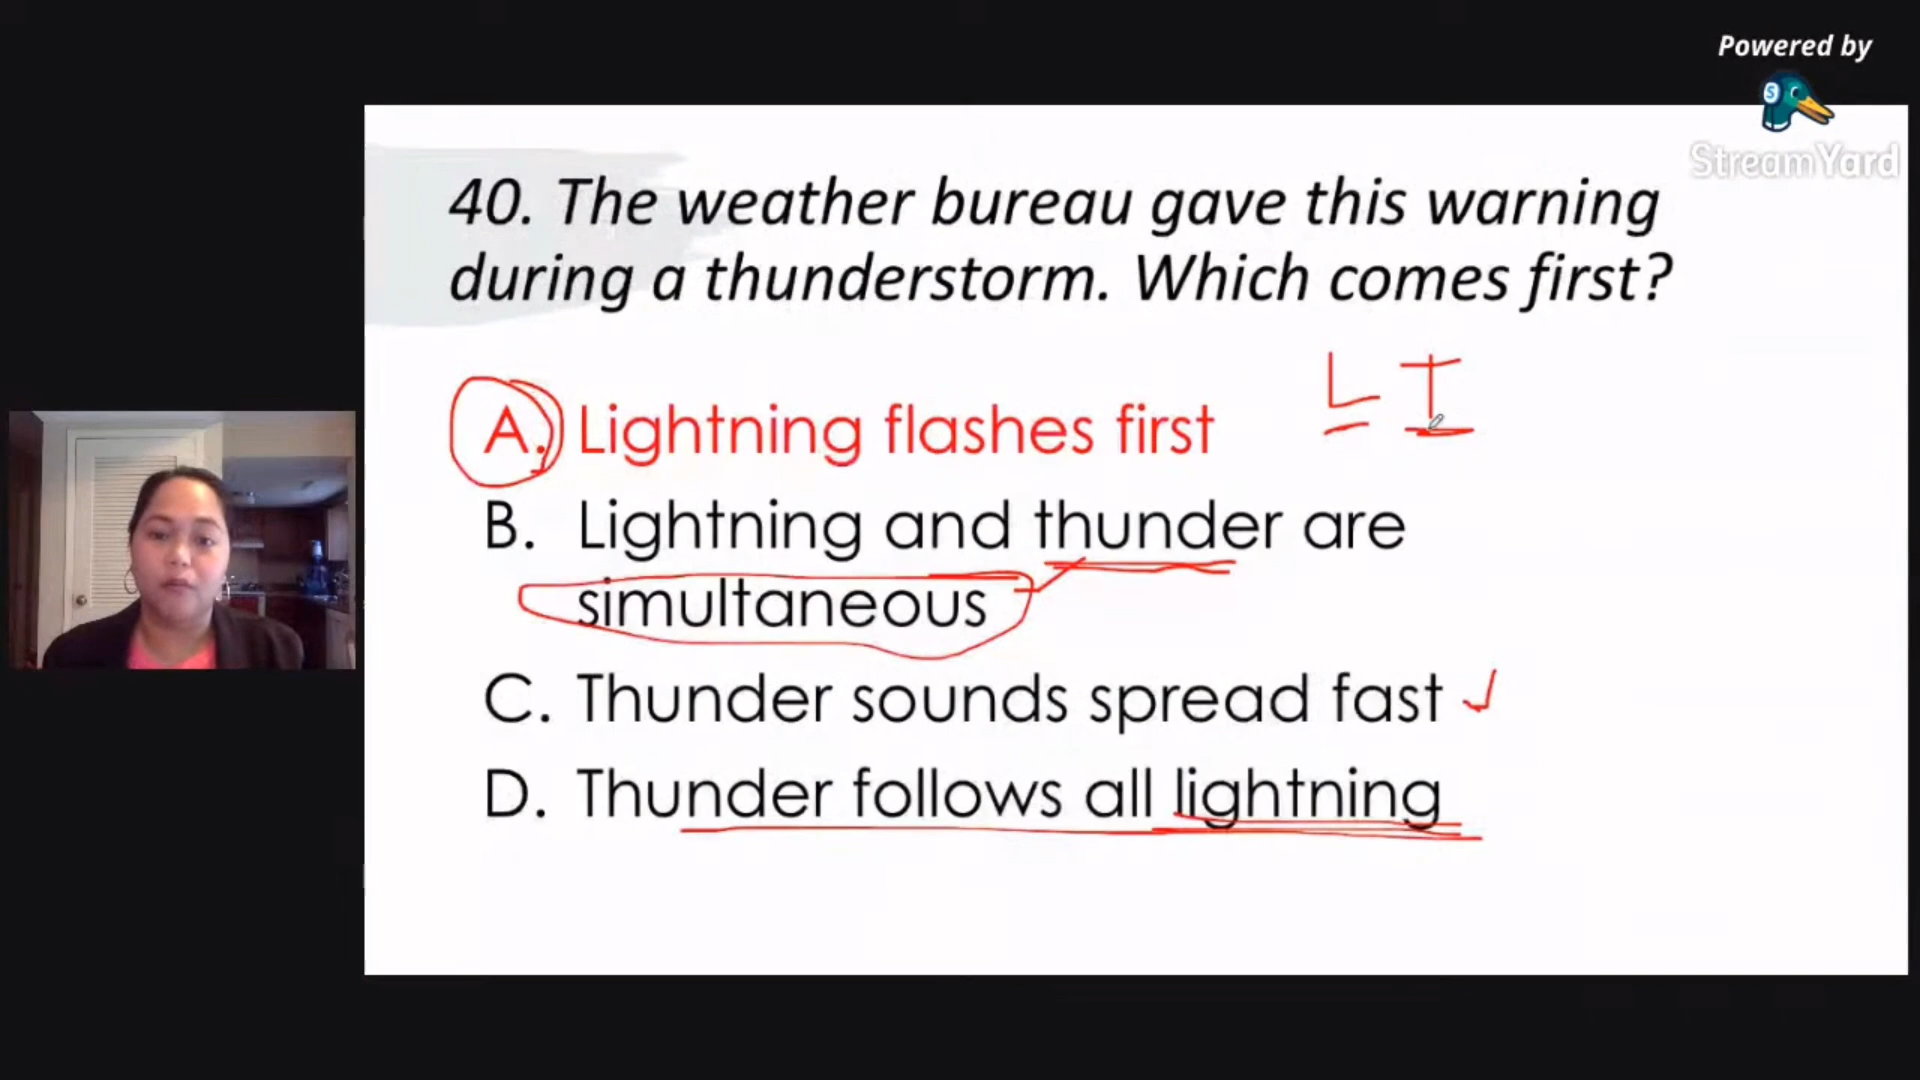 Powered by
StreamYard
40. The weather bureau gave this warning
during a thunderstorm. Which comes first?
A. Lightning flashes first
L T
B. Lightning and thunder are
simultaneous
C. Thunder sounds spread fast
D. Thunder follows all lightning